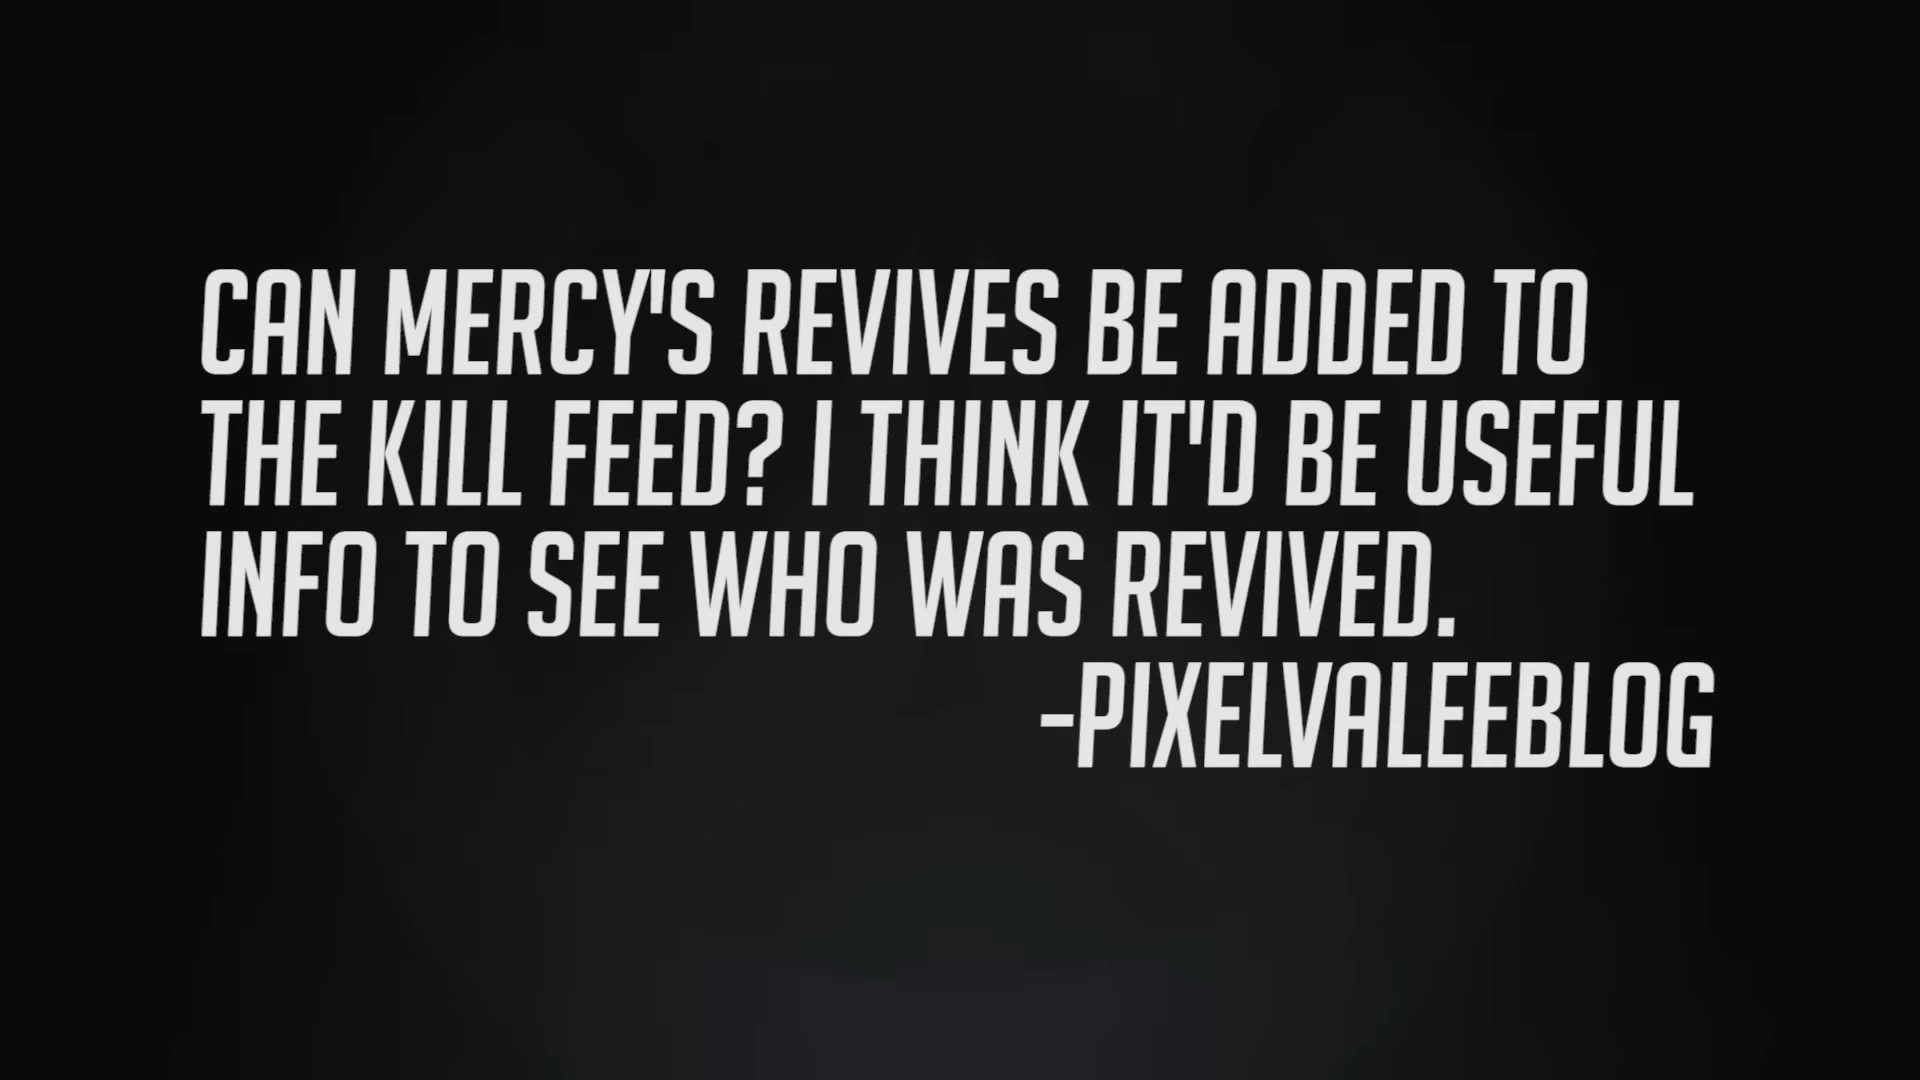 CAN MERCY'S REVIVES BE ADDED TO
THE KILL FEED? I THINK IT'D BE USEFUL
INFO TO SEE WHO WAS REVIVED.
-PIXELVALEEBLOG